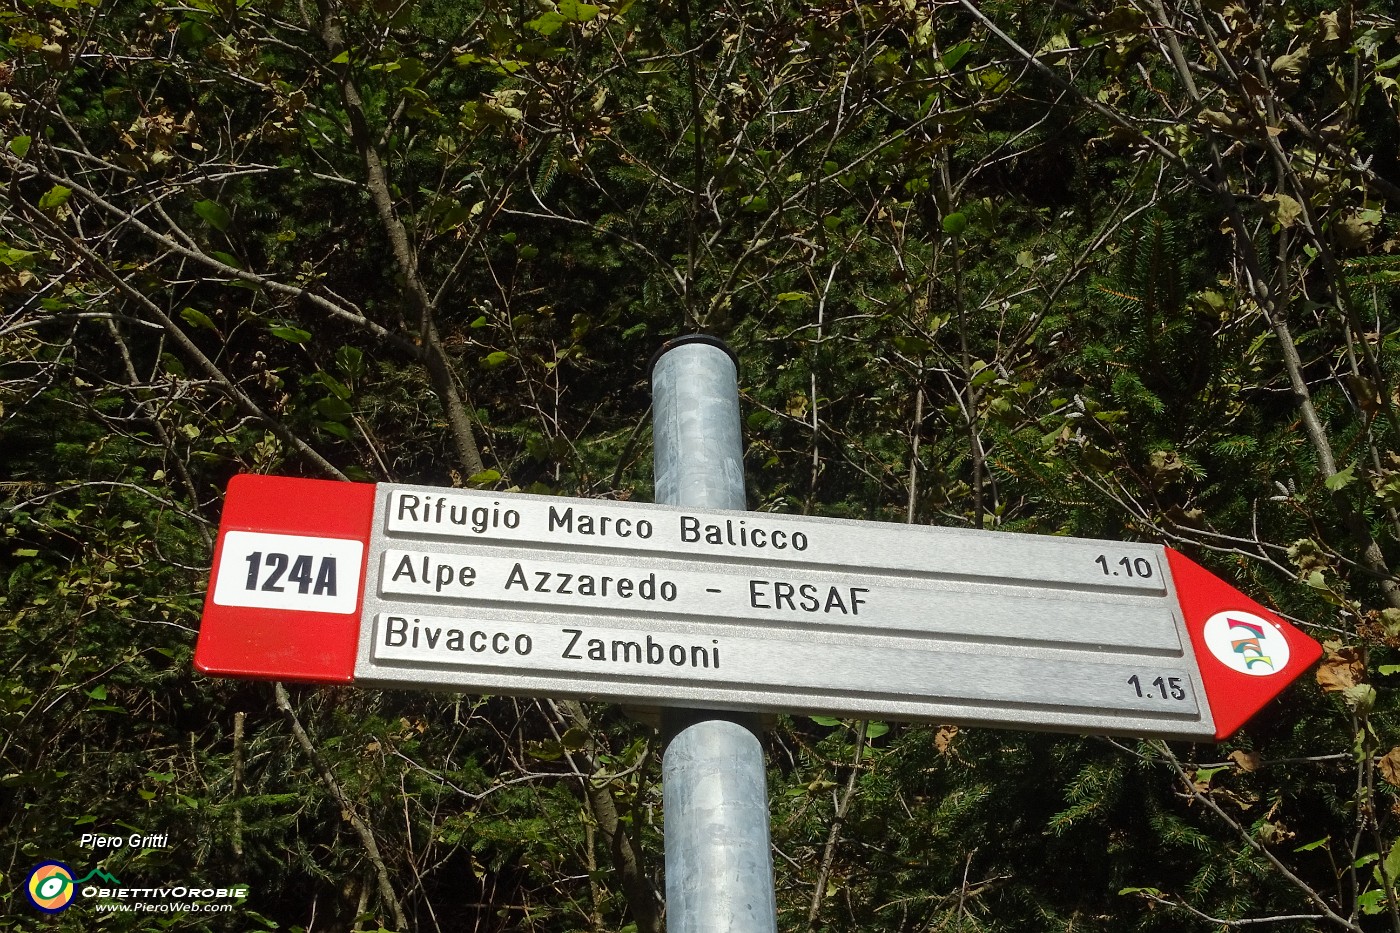 124A
Rifugio Marco Balicco 1.10
Alpe Azzaredo - ERSAF
Bivacco Zamboni 1.15
Piero Gritti
ObiettivOrobie
www.PieroWeb.com